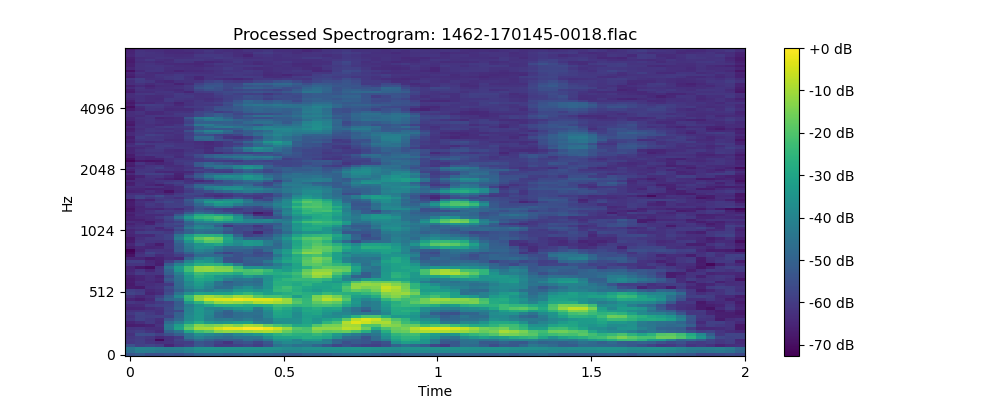 Processed Spectrogram: 1462-170145-0018.flac
+0 dB
-10 dB
-20 dB
-30 dB
-40 dB
-50 dB
-60 dB
-70 dB
4096
2048
1024
512
0
Hz
0 0.5 1 1.5 2
Time